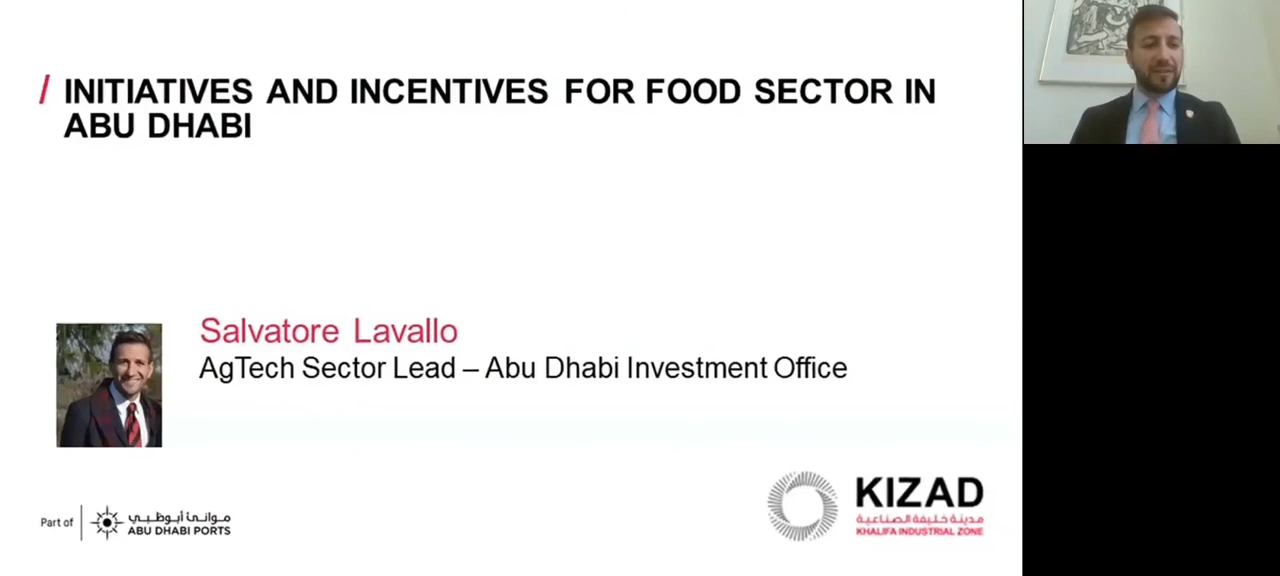 / INITIATIVES AND INCENTIVES FOR FOOD SECTOR IN
ABU DHABI
Salvatore Lavallo
AgTech Sector Lead – Abu Dhabi Investment Office
Part of
موانئ أبوظبي
ABU DHABI PORTS
KIZAD
مدينة خليفة الصناعية
KHALIFA INDUSTRIAL ZONE